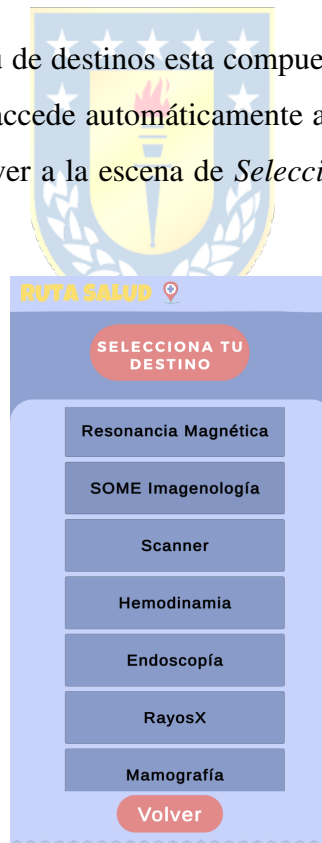 de destinos esta compue
accede automáticamente a
er a la escena de Selecci
RUTA SALUD
SELECCIONA TU
DESTINO
Resonancia Magnética
SOME Imagenología
Scanner
Hemodinamia
Endoscopía
RayosX
Mamografía
Volver